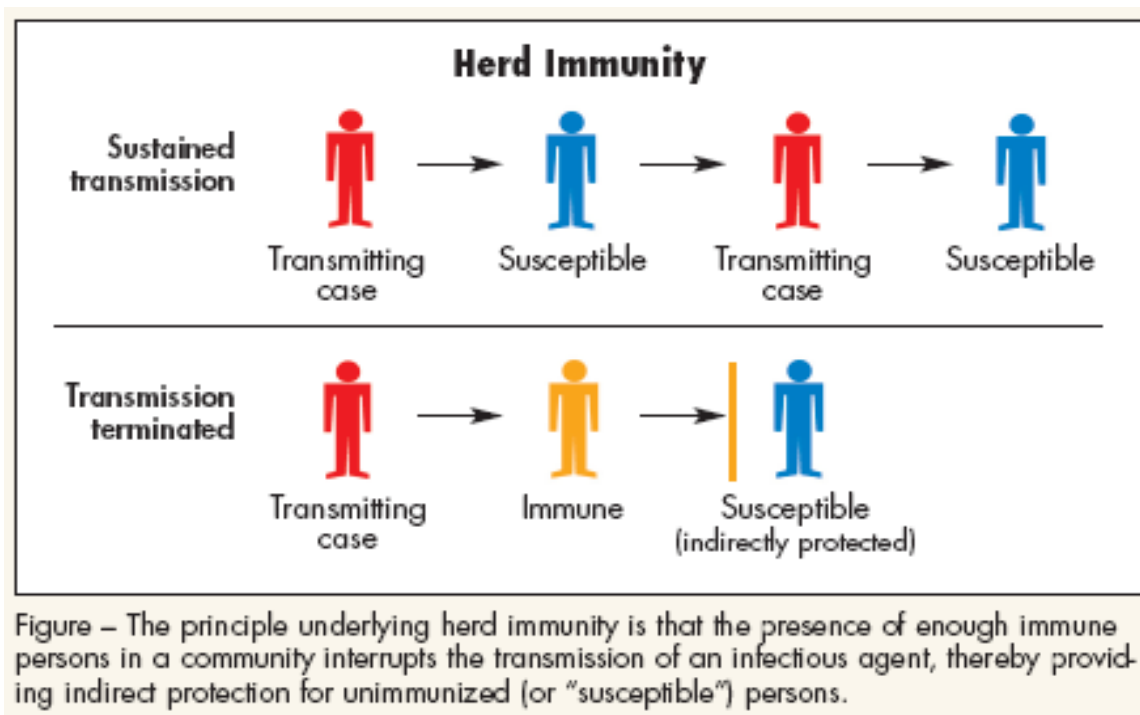 Herd Immunity
Sustained
transmission
Transmitting
case
Susceptible
Transmitting
case
Susceptible
Transmission
terminated
Transmitting
case
Immune
Susceptible
(indirectly protected)
Figure – The principle underlying herd immunity is that the presence of enough immune
persons in a community interrupts the transmission of an infectious agent, thereby provid-
ing indirect protection for unimmunized (or “susceptible”) persons.